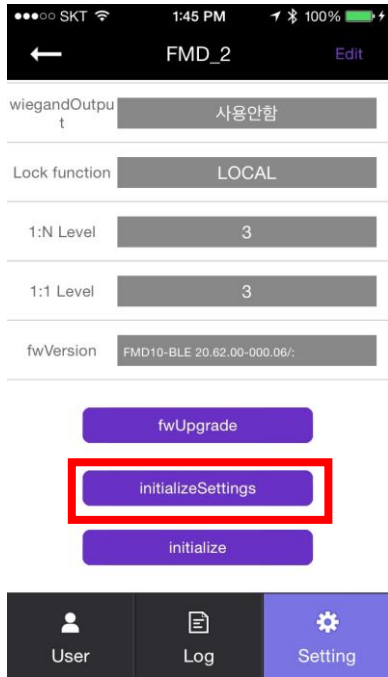 SKT 1:45 PM 100%
FMD_2 Edit
wiegandOutpu
t
사용안함
Lock function LOCAL
1:N Level 3
1:1 Level 3
fwVersion FMD10-BLE 20.62.00-000.06/:
fwUpgrade
initializeSettings
initialize
User Log Setting